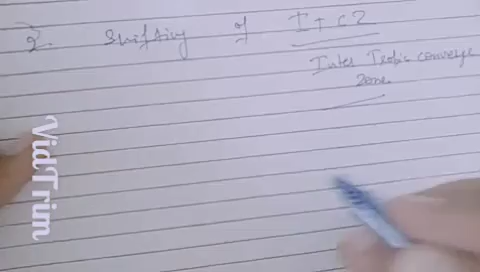 2. Shifting of ITCZ
Inter Tropic converge
Zone
VidTrim